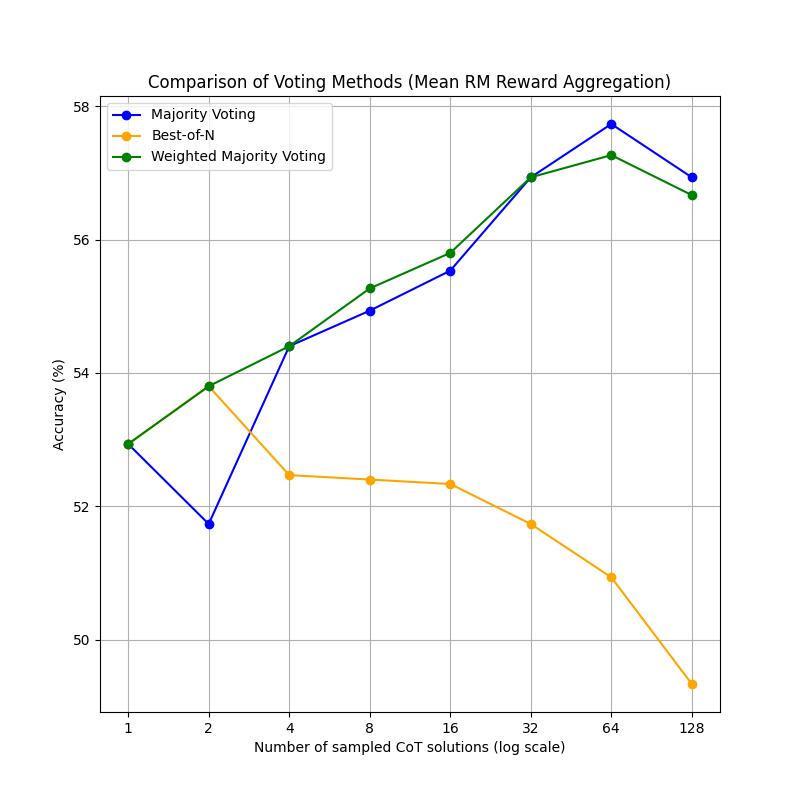 Comparison of Voting Methods (Mean RM Reward Aggregation)
Majority Voting
Best-of-N
Weighted Majority Voting
58
56
54
52
50
Accuracy (%)
1 2 4 8 16 32 64 128
Number of sampled CoT solutions (log scale)